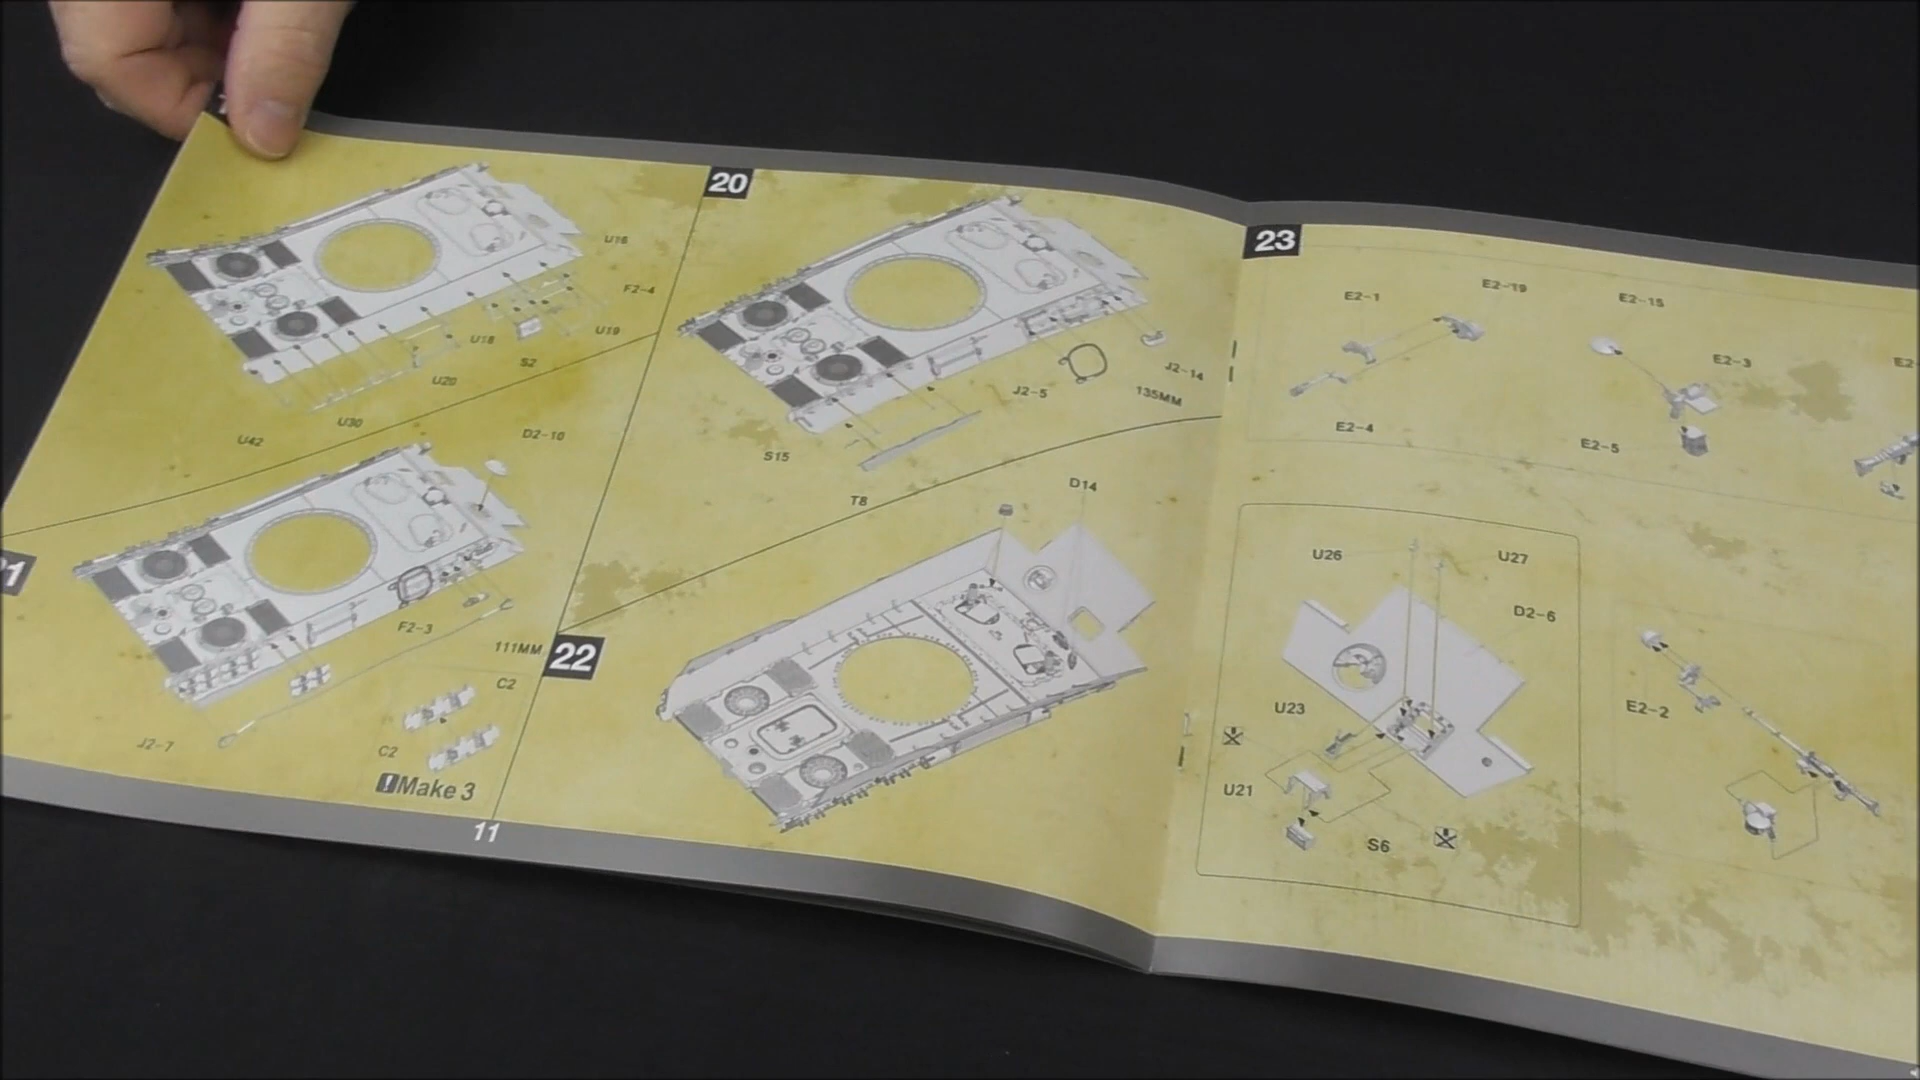 U16
F2-4
U19
U18
S2
U20
U30
U42
20
J2-14
J2-5
135MM
S15
T8
D2-10
F2-3
111MM
C2
J2-7
C2
!Make 3
11
22
D14
23
E2-1
E2-19
E2-15
E2-3
E2-4
E2-5
U26
U27
D2-6
U23
U21
S6
E2-2